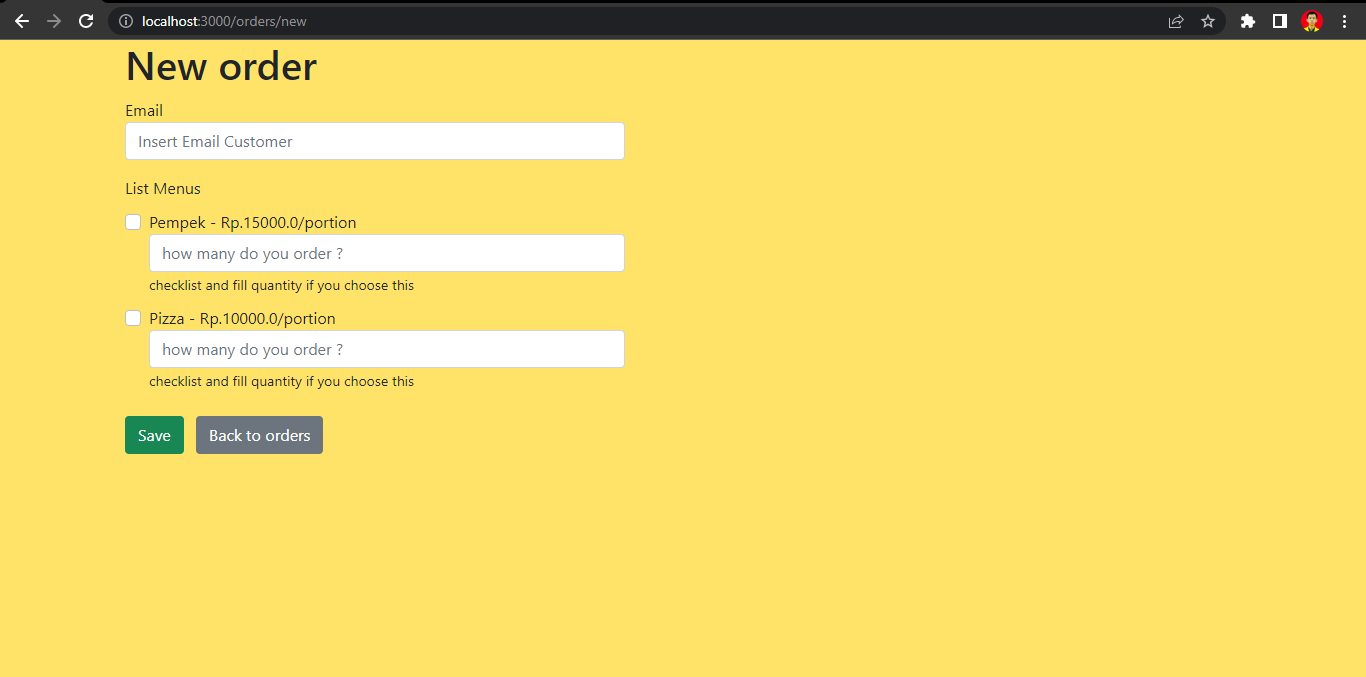 localhost:3000/orders/new
New order
Email
Insert Email Customer
List Menus
Pempek - Rp.15000.0/portion
how many do you order ?
checklist and fill quantity if you choose this
Pizza - Rp.10000.0/portion
how many do you order ?
checklist and fill quantity if you choose this
Save Back to orders